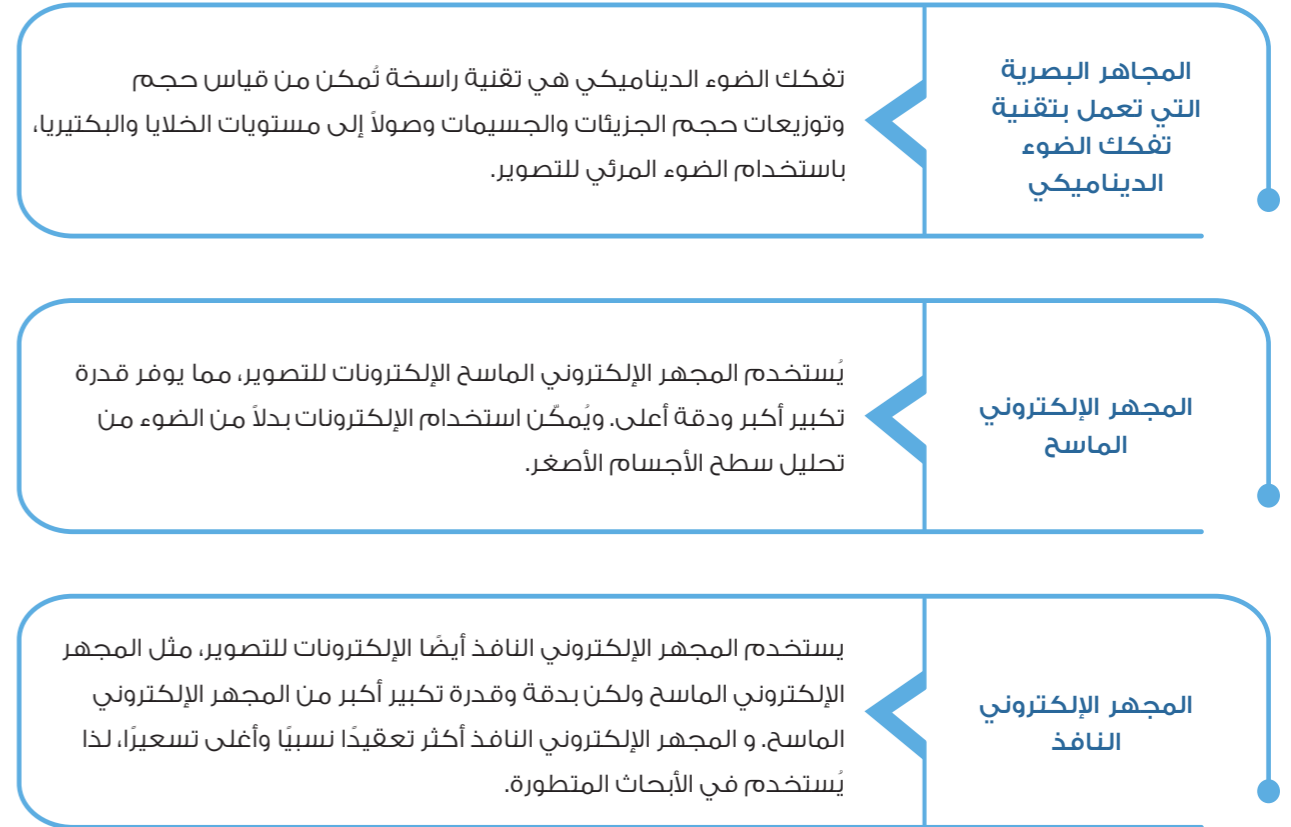 المجاهر البصرية
التي تعمل بتقنية
تفكك الضوء
الديناميكي
تفكك الضوء الديناميكي هي تقنية راسخة تُمكن من قياس حجم
وتوزيعات حجم الجزيئات والجسيمات وصولاً إلى مستويات الخلايا والبكتيريا،
باستخدام الضوء المرئي للتصوير.
المجهر الإلكتروني
الماسح
يُستخدم المجهر الإلكتروني الماسح الإلكترونات للتصوير، مما يوفر قدرة
تكبير أكبر ودقة أعلى. ويُمكّن استخدام الإلكترونات بدلاً من الضوء من
تحليل سطح الأجسام الأصغر.
المجهر الإلكتروني
النافذ
يستخدم المجهر الإلكتروني النافذ أيضًا الإلكترونات للتصوير، مثل المجهر
الإلكتروني الماسح ولكن بدقة وقدرة تكبير أكبر من المجهر الإلكتروني
الماسح. و المجهر الإلكتروني النافذ أكثر تعقيدًا نسبيًا وأغلى تسعيرًا، لذا
يُستخدم في الأبحاث المتطورة.